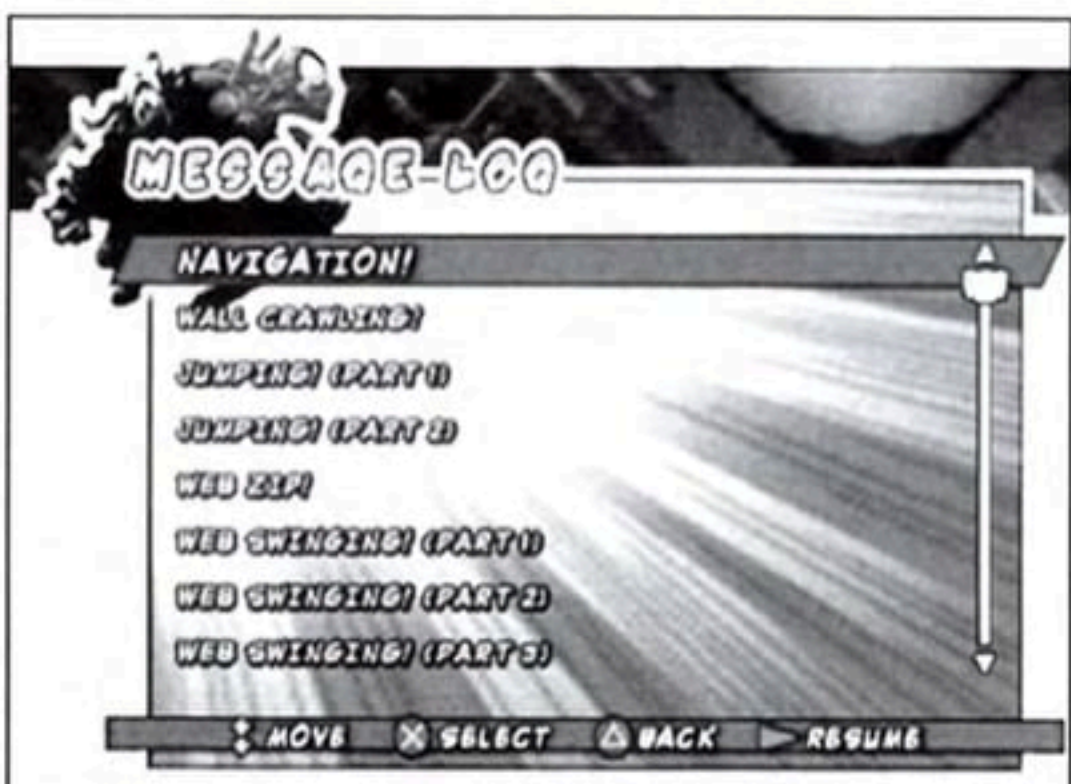 MESSAGE LOG
NAVIGATION!
WALL CRAWLING!
JUMPING! (PART 1)
JUMPING! (PART 2)
WEB ZIP!
WEB SWINGING! (PART 1)
WEB SWINGING! (PART 2)
WEB SWINGING! (PART 3)
MOVE SELECT BACK RESUME